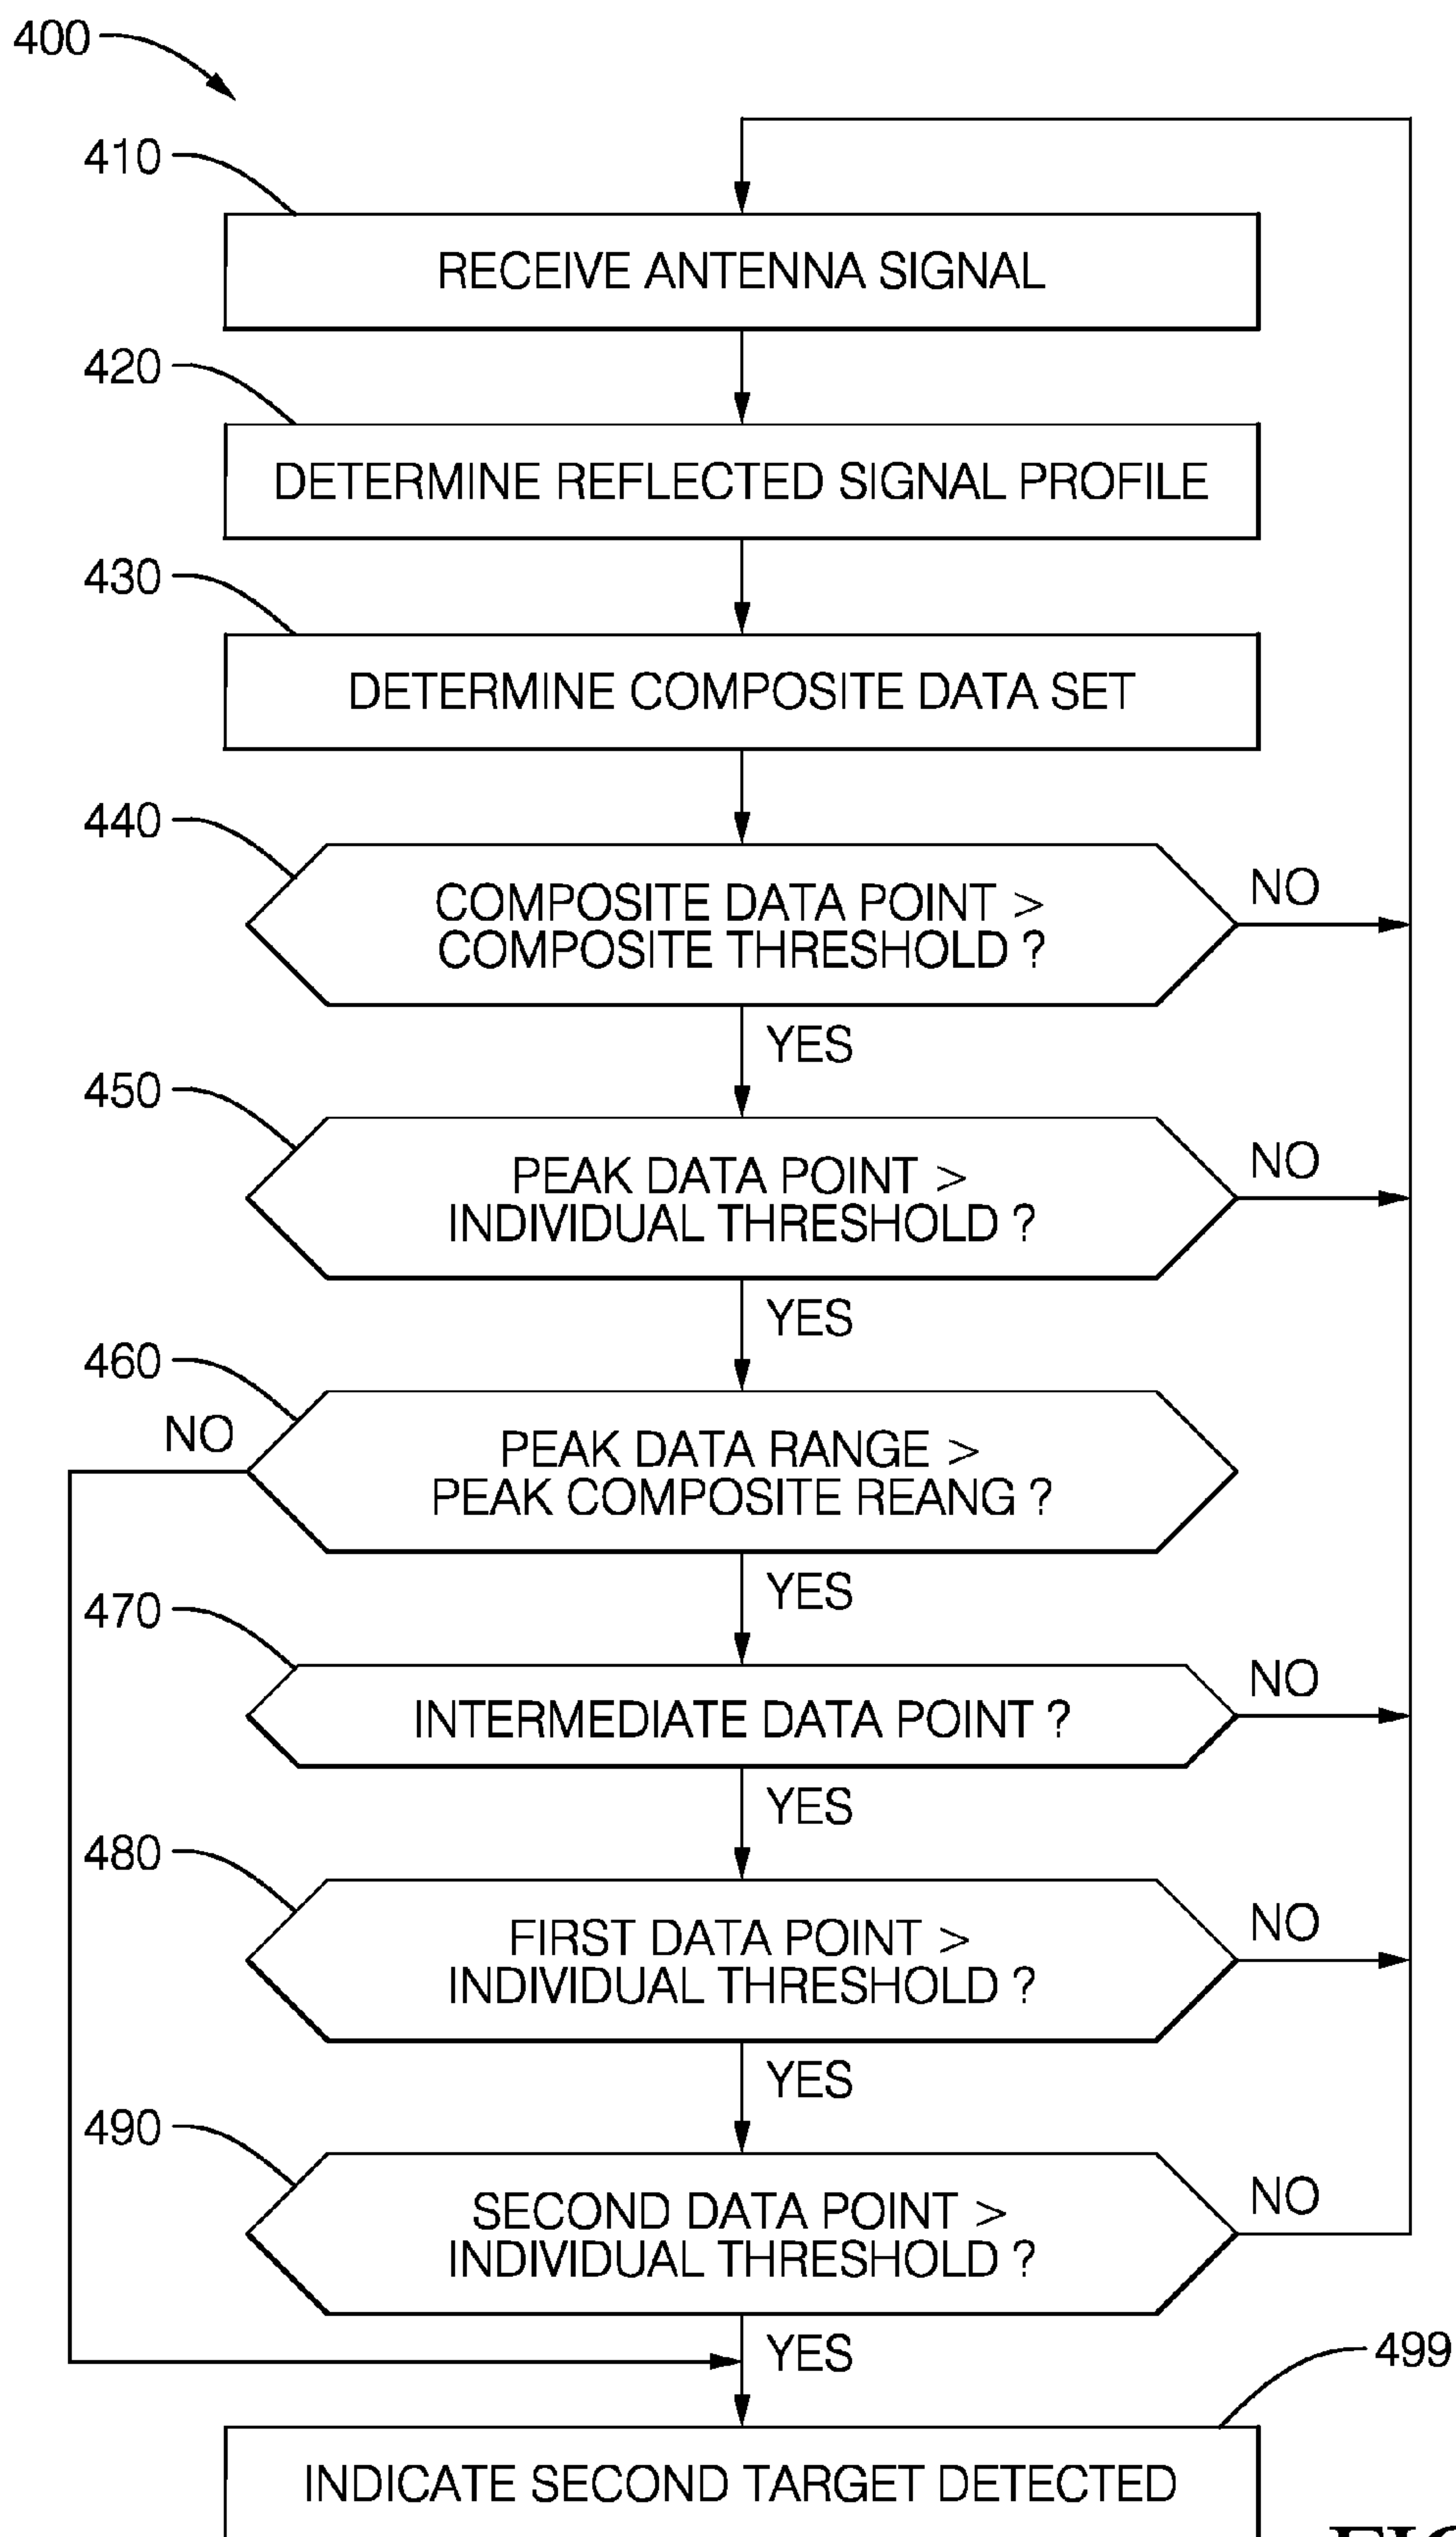 400
410
RECEIVE ANTENNA SIGNAL
420
DETERMINE REFLECTED SIGNAL PROFILE
430
DETERMINE COMPOSITE DATA SET
440
COMPOSITE DATA POINT >
COMPOSITE THRESHOLD ?
NO
YES
450
PEAK DATA POINT >
INDIVIDUAL THRESHOLD ?
NO
YES
460
NO
PEAK DATA RANGE >
PEAK COMPOSITE REANG ?
YES
470
INTERMEDIATE DATA POINT ?
NO
YES
480
FIRST DATA POINT >
INDIVIDUAL THRESHOLD ?
NO
YES
490
SECOND DATA POINT >
INDIVIDUAL THRESHOLD ?
NO
YES
499
INDICATE SECOND TARGET DETECTED